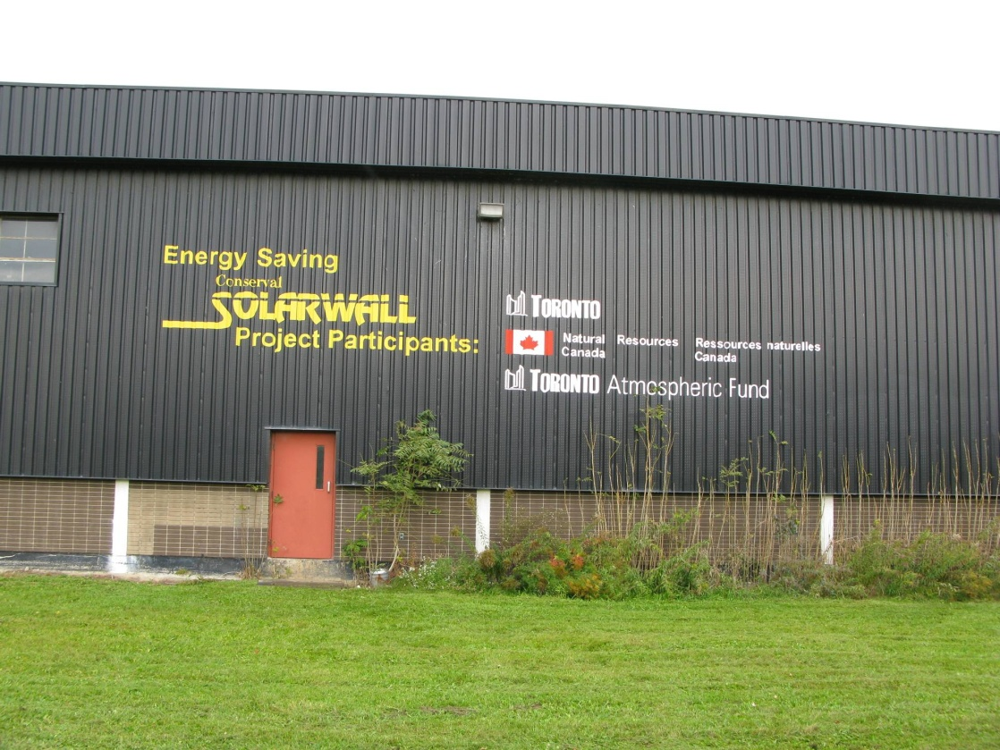 Energy Saving
Conserval
SOLARWALL
Project Participants:
TORONTO
Natural Resources
Canada
Ressources naturelles
Canada
TORONTO Atmospheric Fund